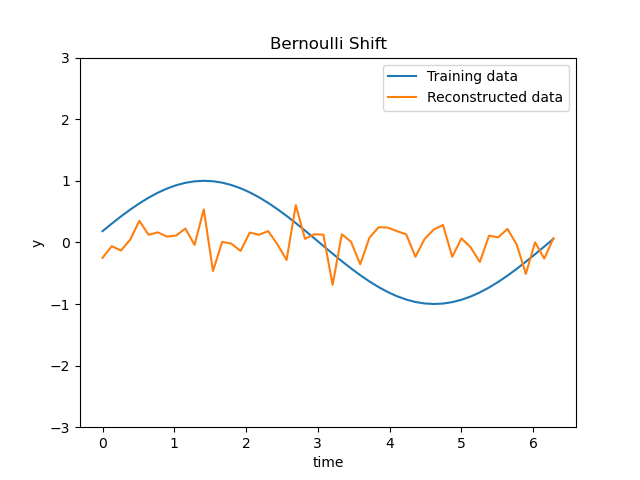 Bernoulli Shift
Training data
Reconstructed data
3
2
1
0
−1
−2
−3
y
0 1 2 3 4 5 6
time